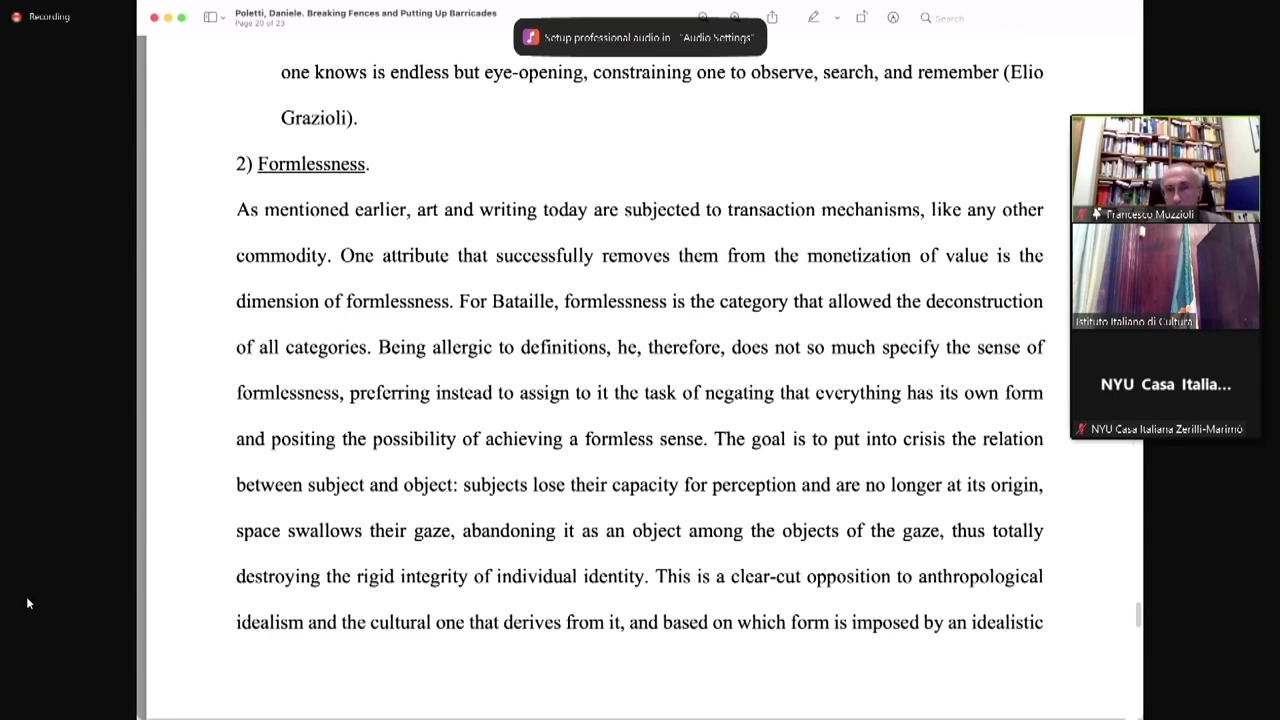 Recording
Poletti, Daniele. Breaking Fences and Putting Up Barricades
Page 20 of 23
Setup professional audio in "Audio Settings"
Search
one knows is endless but eye-opening, constraining one to observe, search, and remember (Elio
Grazioli).
2) Formlessness.
As mentioned earlier, art and writing today are subjected to transaction mechanisms, like any other
commodity. One attribute that successfully removes them from the monetization of value is the
dimension of formlessness. For Bataille, formlessness is the category that allowed the deconstruction
of all categories. Being allergic to definitions, he, therefore, does not so much specify the sense of
formlessness, preferring instead to assign to it the task of negating that everything has its own form
and positing the possibility of achieving a formless sense. The goal is to put into crisis the relation
between subject and object: subjects lose their capacity for perception and are no longer at its origin,
space swallows their gaze, abandoning it as an object among the objects of the gaze, thus totally
destroying the rigid integrity of individual identity. This is a clear-cut opposition to anthropological
idealism and the cultural one that derives from it, and based on which form is imposed by an idealistic
Francesco Muzzioli
Istituto Italiano di Cultura
NYU Casa Italia...
NYU Casa Italiana Zerilli-Marimò